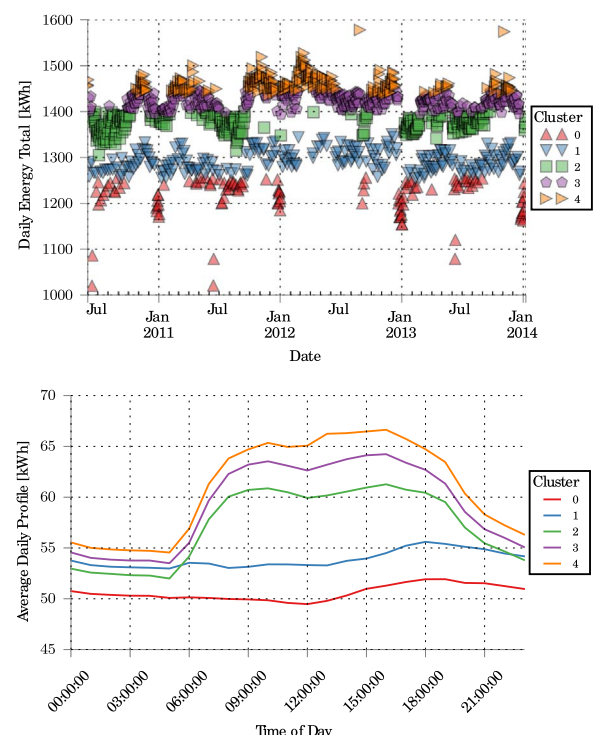 1600
1500
1400
1300
1200
1100
1000
Daily Energy Total [kWh]
Jul
Jan
2011
Jul
Jan
2012
Jul
Jan
2013
Jul
Jan
2014
Date
Cluster
0
1
2
3
4
70
65
60
55
50
45
Average Daily Profile [kWh]
00:00:00
03:00:00
06:00:00
09:00:00
12:00:00
15:00:00
18:00:00
21:00:00
Time of Day
Cluster
0
1
2
3
4